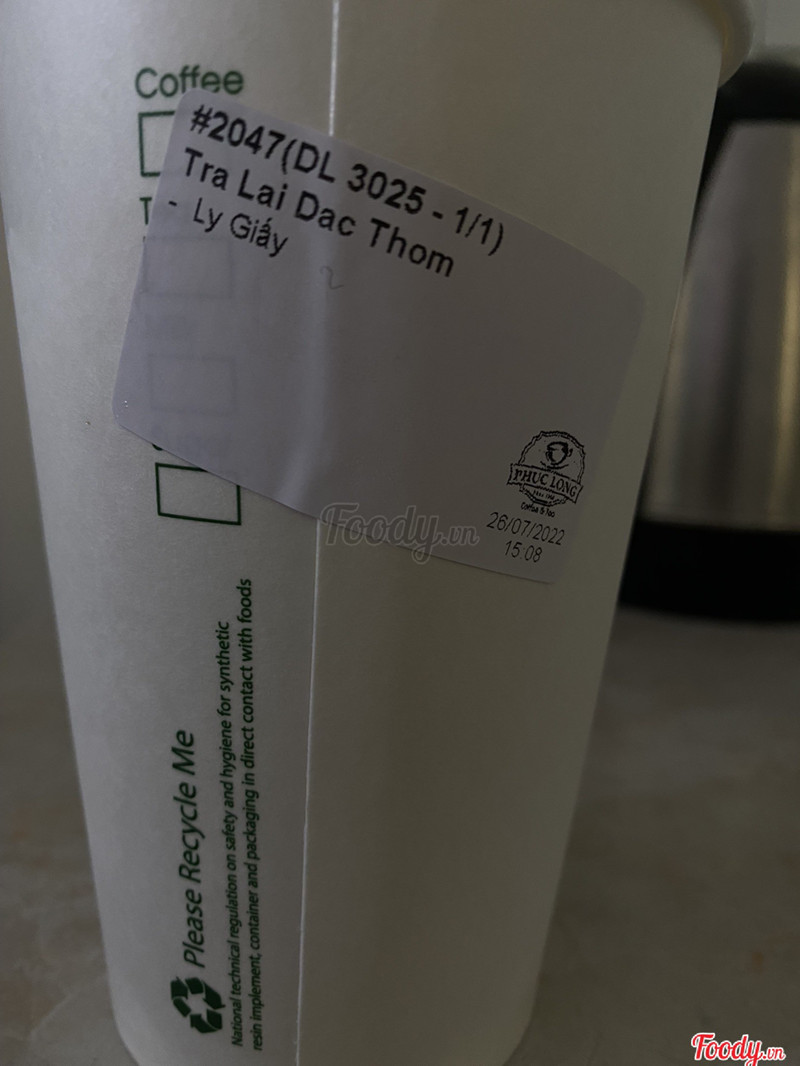 Coffee
#2047(DL 3025 - 1/1)
Tra Lai Dac Thom
- Ly Giấy
PHUC LONG
Coffee & Tea
26/07/2022
15:08
Foody.vn
Please Recycle Me
National technical regulation on safety and hygiene for synthetic
resin implement, container and packaging in direct contact with foods
Foody.vn